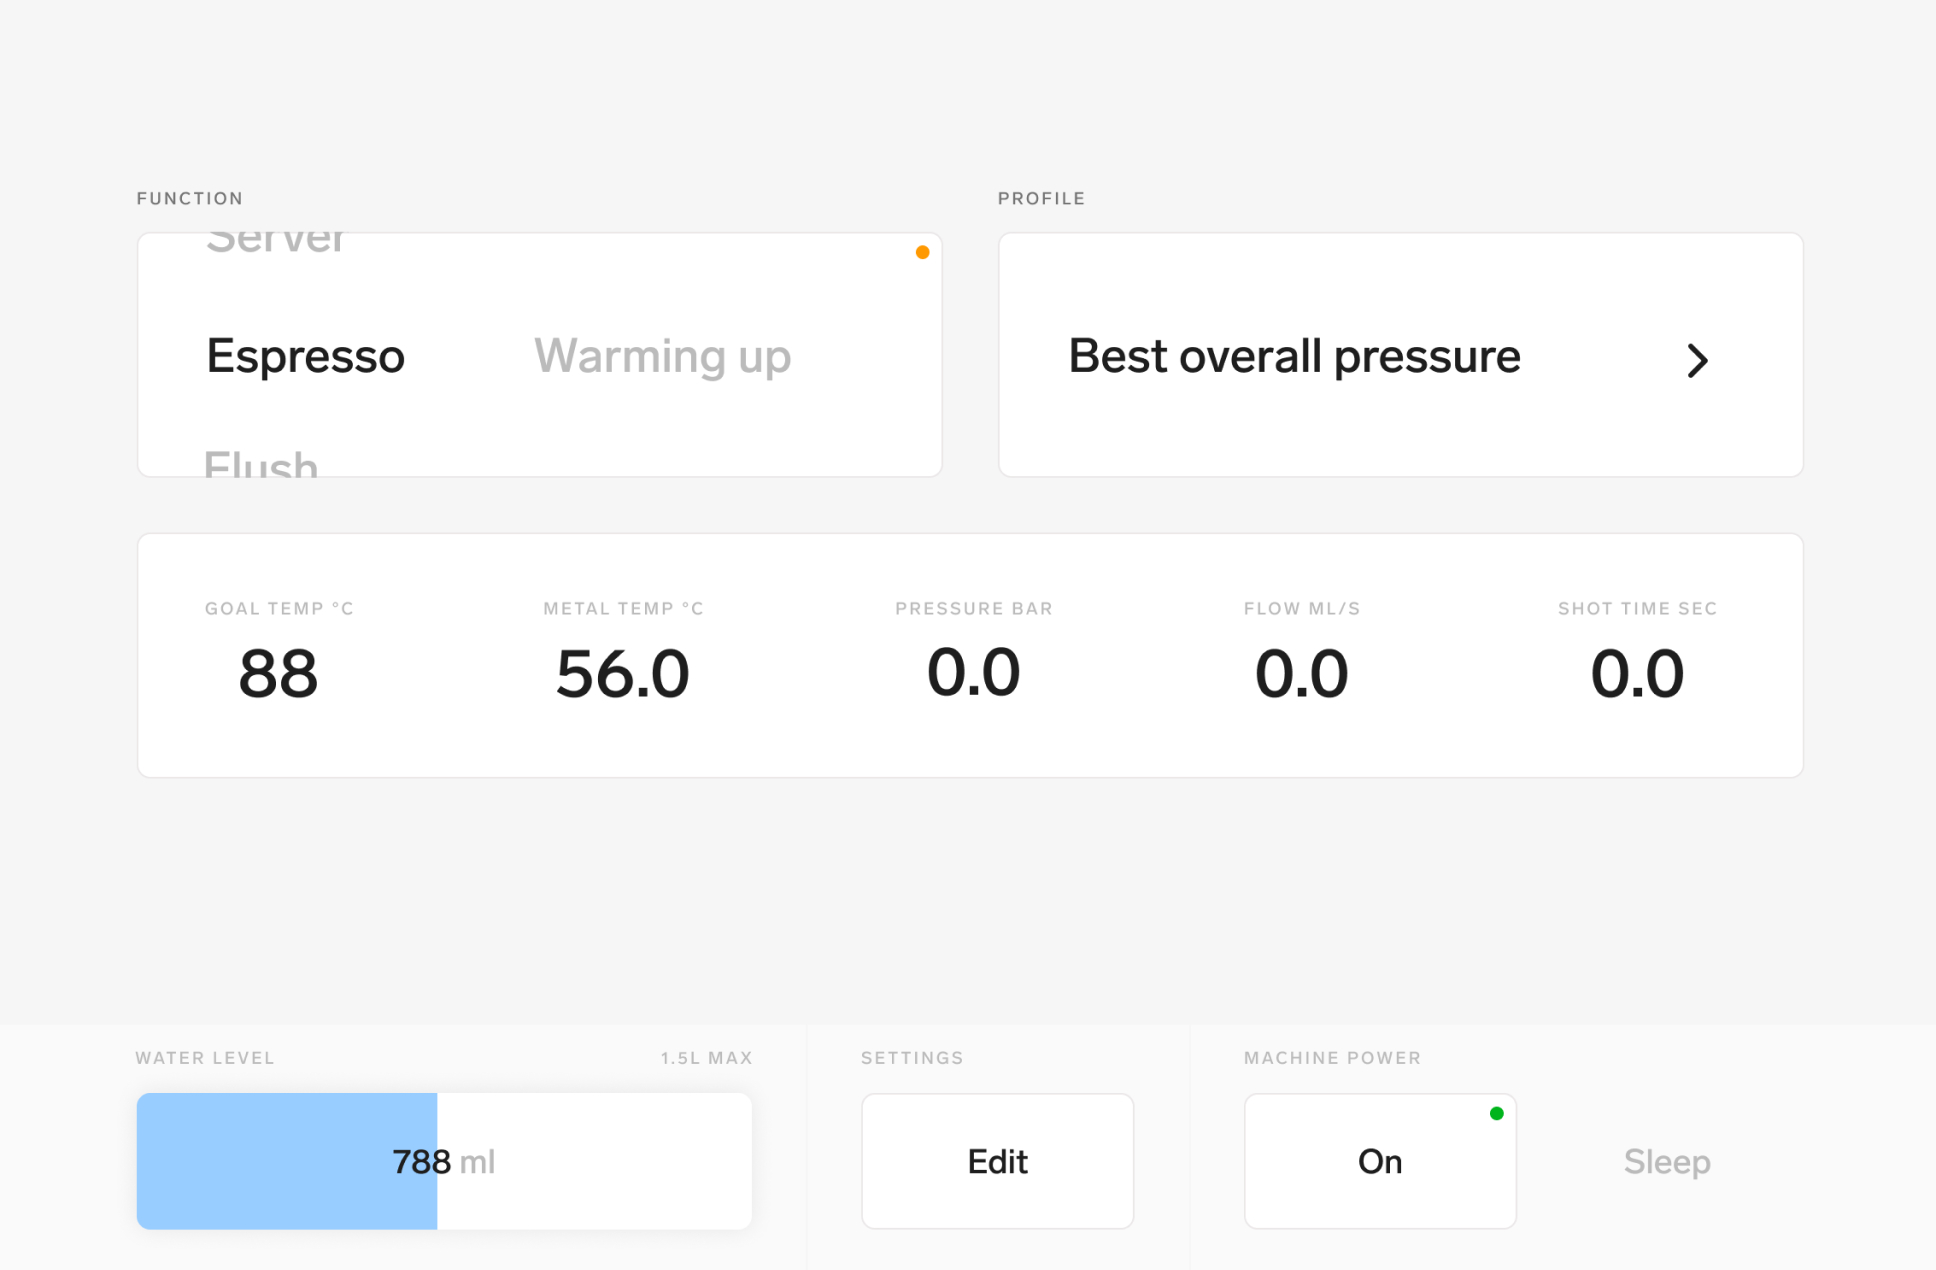 FUNCTION
PROFILE
Server
Espresso
Warming up
Flush
Best overall pressure
GOAL TEMP °C
METAL TEMP °C
PRESSURE BAR
FLOW ML/S
SHOT TIME SEC
88
56.0
0.0
0.0
0.0
WATER LEVEL
1.5L MAX
SETTINGS
MACHINE POWER
788 ml
Edit
On
Sleep